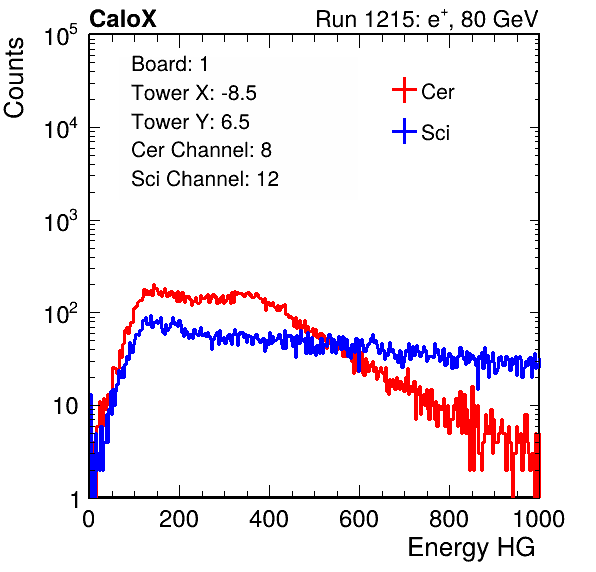 CaloX Run 1215: e⁺, 80 GeV
Counts
10⁵
10⁴
10³
10²
10
1
Board: 1
Tower X: -8.5
Tower Y: 6.5
Cer Channel: 8
Sci Channel: 12
Cer
Sci
0 200 400 600 800 1000
Energy HG